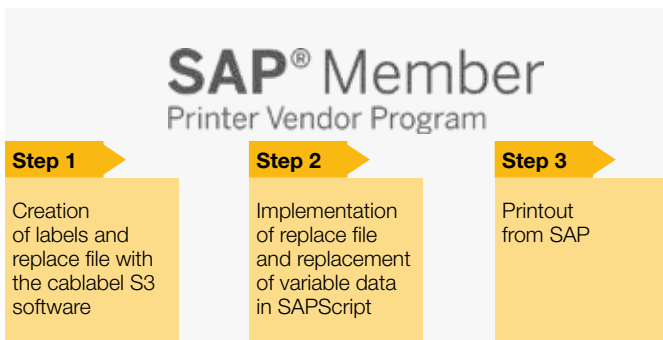 SAP® Member
Printer Vendor Program
Step 1
Creation
of labels and
replace file with
the cablabel S3
software
Step 2
Implementation
of replace file
and replacement
of variable data
in SAPScript
Step 3
Printout
from SAP